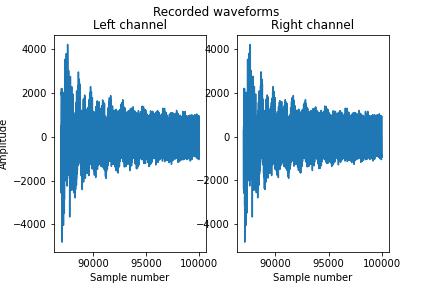 Recorded waveforms
Left channel
Right channel
4000
2000
0
−2000
−4000
Amplitude
90000
95000
100000
Sample number
4000
2000
0
−2000
−4000
90000
95000
100000
Sample number